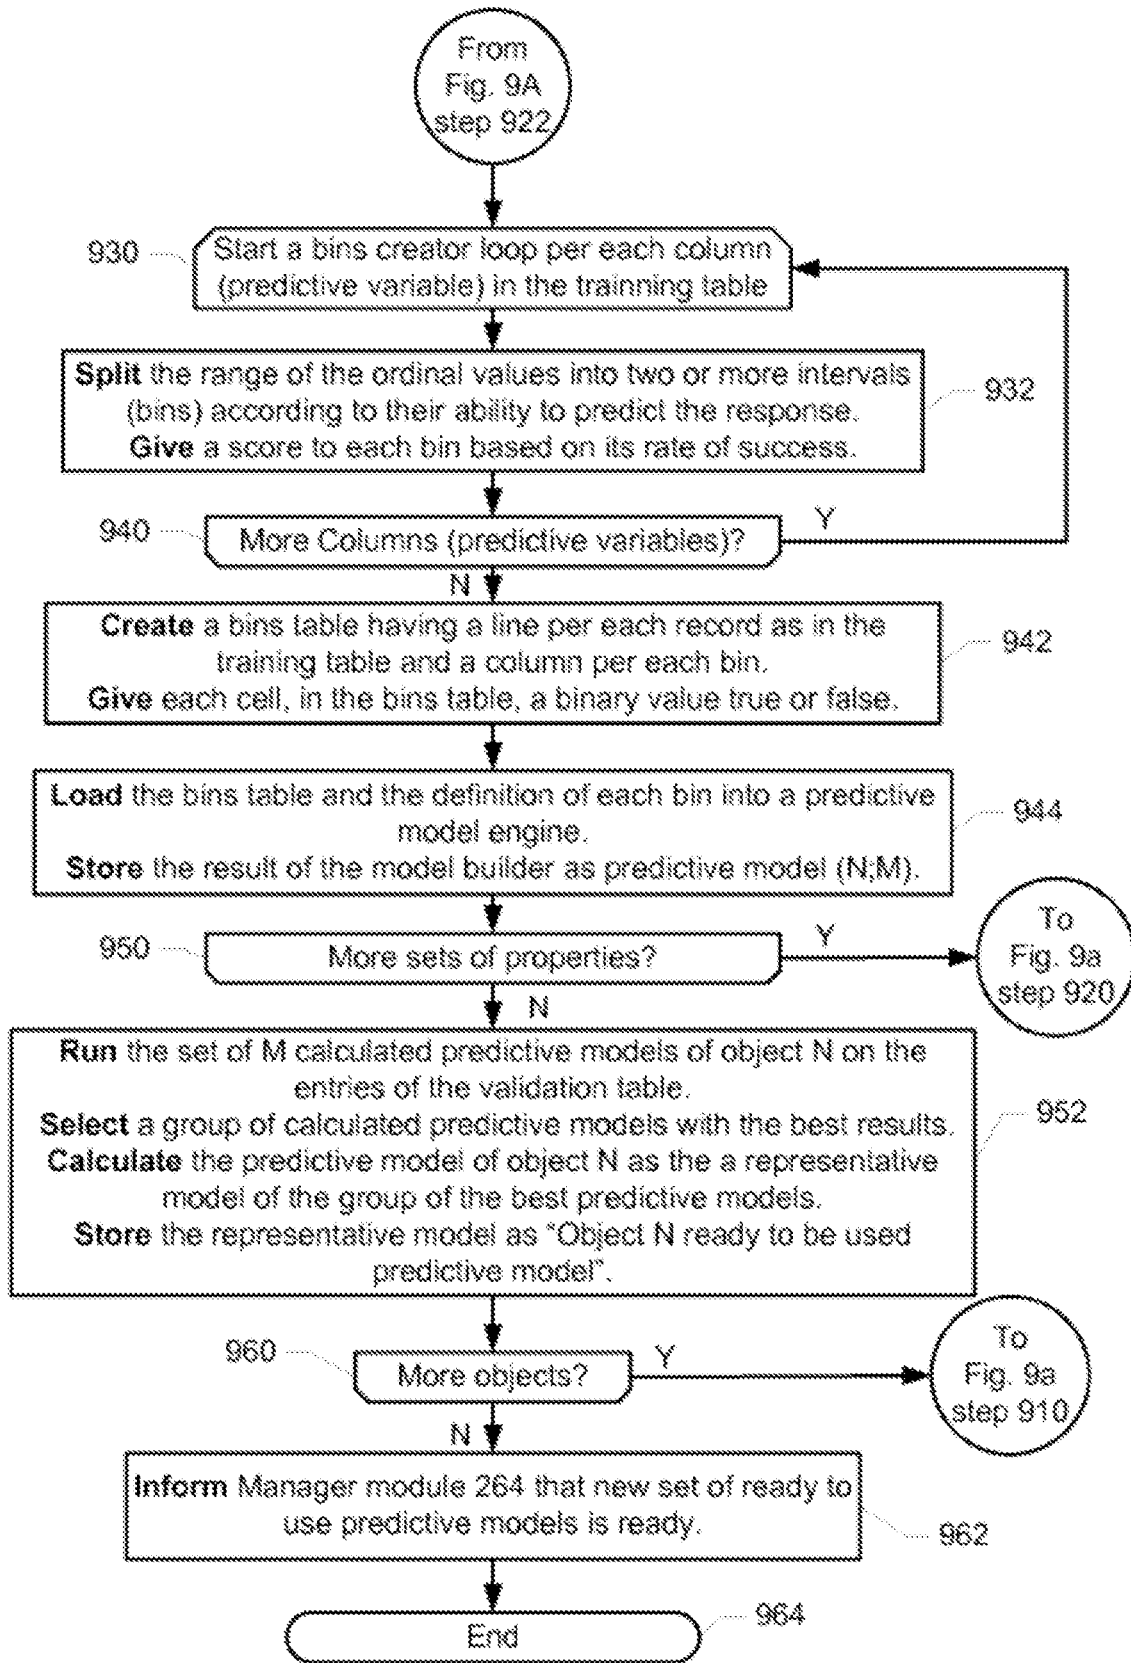 From
Fig. 9A
step 922
930
Start a bins creator loop per each column
(predictive variable) in the trainning table
Split the range of the ordinal values into two or more intervals
(bins) according to their ability to predict the response.
Give a score to each bin based on its rate of success.
932
940
More Columns (predictive variables)?
Y
N
Create a bins table having a line per each record as in the
training table and a column per each bin.
Give each cell, in the bins table, a binary value true or false.
942
Load the bins table and the definition of each bin into a predictive
model engine.
Store the result of the model builder as predictive model (N;M).
944
950
More sets of properties?
Y
To
Fig. 9a
step 920
N
Run the set of M calculated predictive models of object N on the
entries of the validation table.
Select a group of calculated predictive models with the best results.
Calculate the predictive model of object N as the a representative
model of the group of the best predictive models.
Store the representative model as "Object N ready to be used
predictive model".
952
960
More objects?
Y
To
Fig. 9a
step 910
N
Inform Manager module 264 that new set of ready to
use predictive models is ready.
962
End
964